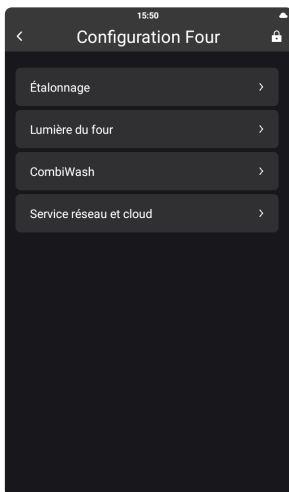 15:50
Configuration Four
Étalonnage
Lumière du four
CombiWash
Service réseau et cloud